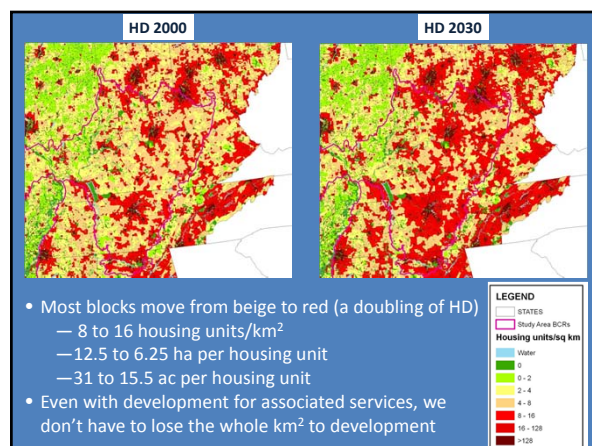 HD 2000
HD 2030
• Most blocks move from beige to red (a doubling of HD)
— 8 to 16 housing units/km²
—12.5 to 6.25 ha per housing unit
—31 to 15.5 ac per housing unit
• Even with development for associated services, we
don't have to lose the whole km² to development
LEGEND
STATES
Study Area BCRs
Housing units/sq km
Water
0
0 - 2
2 - 4
4 - 8
8 - 16
16 - 128
>128